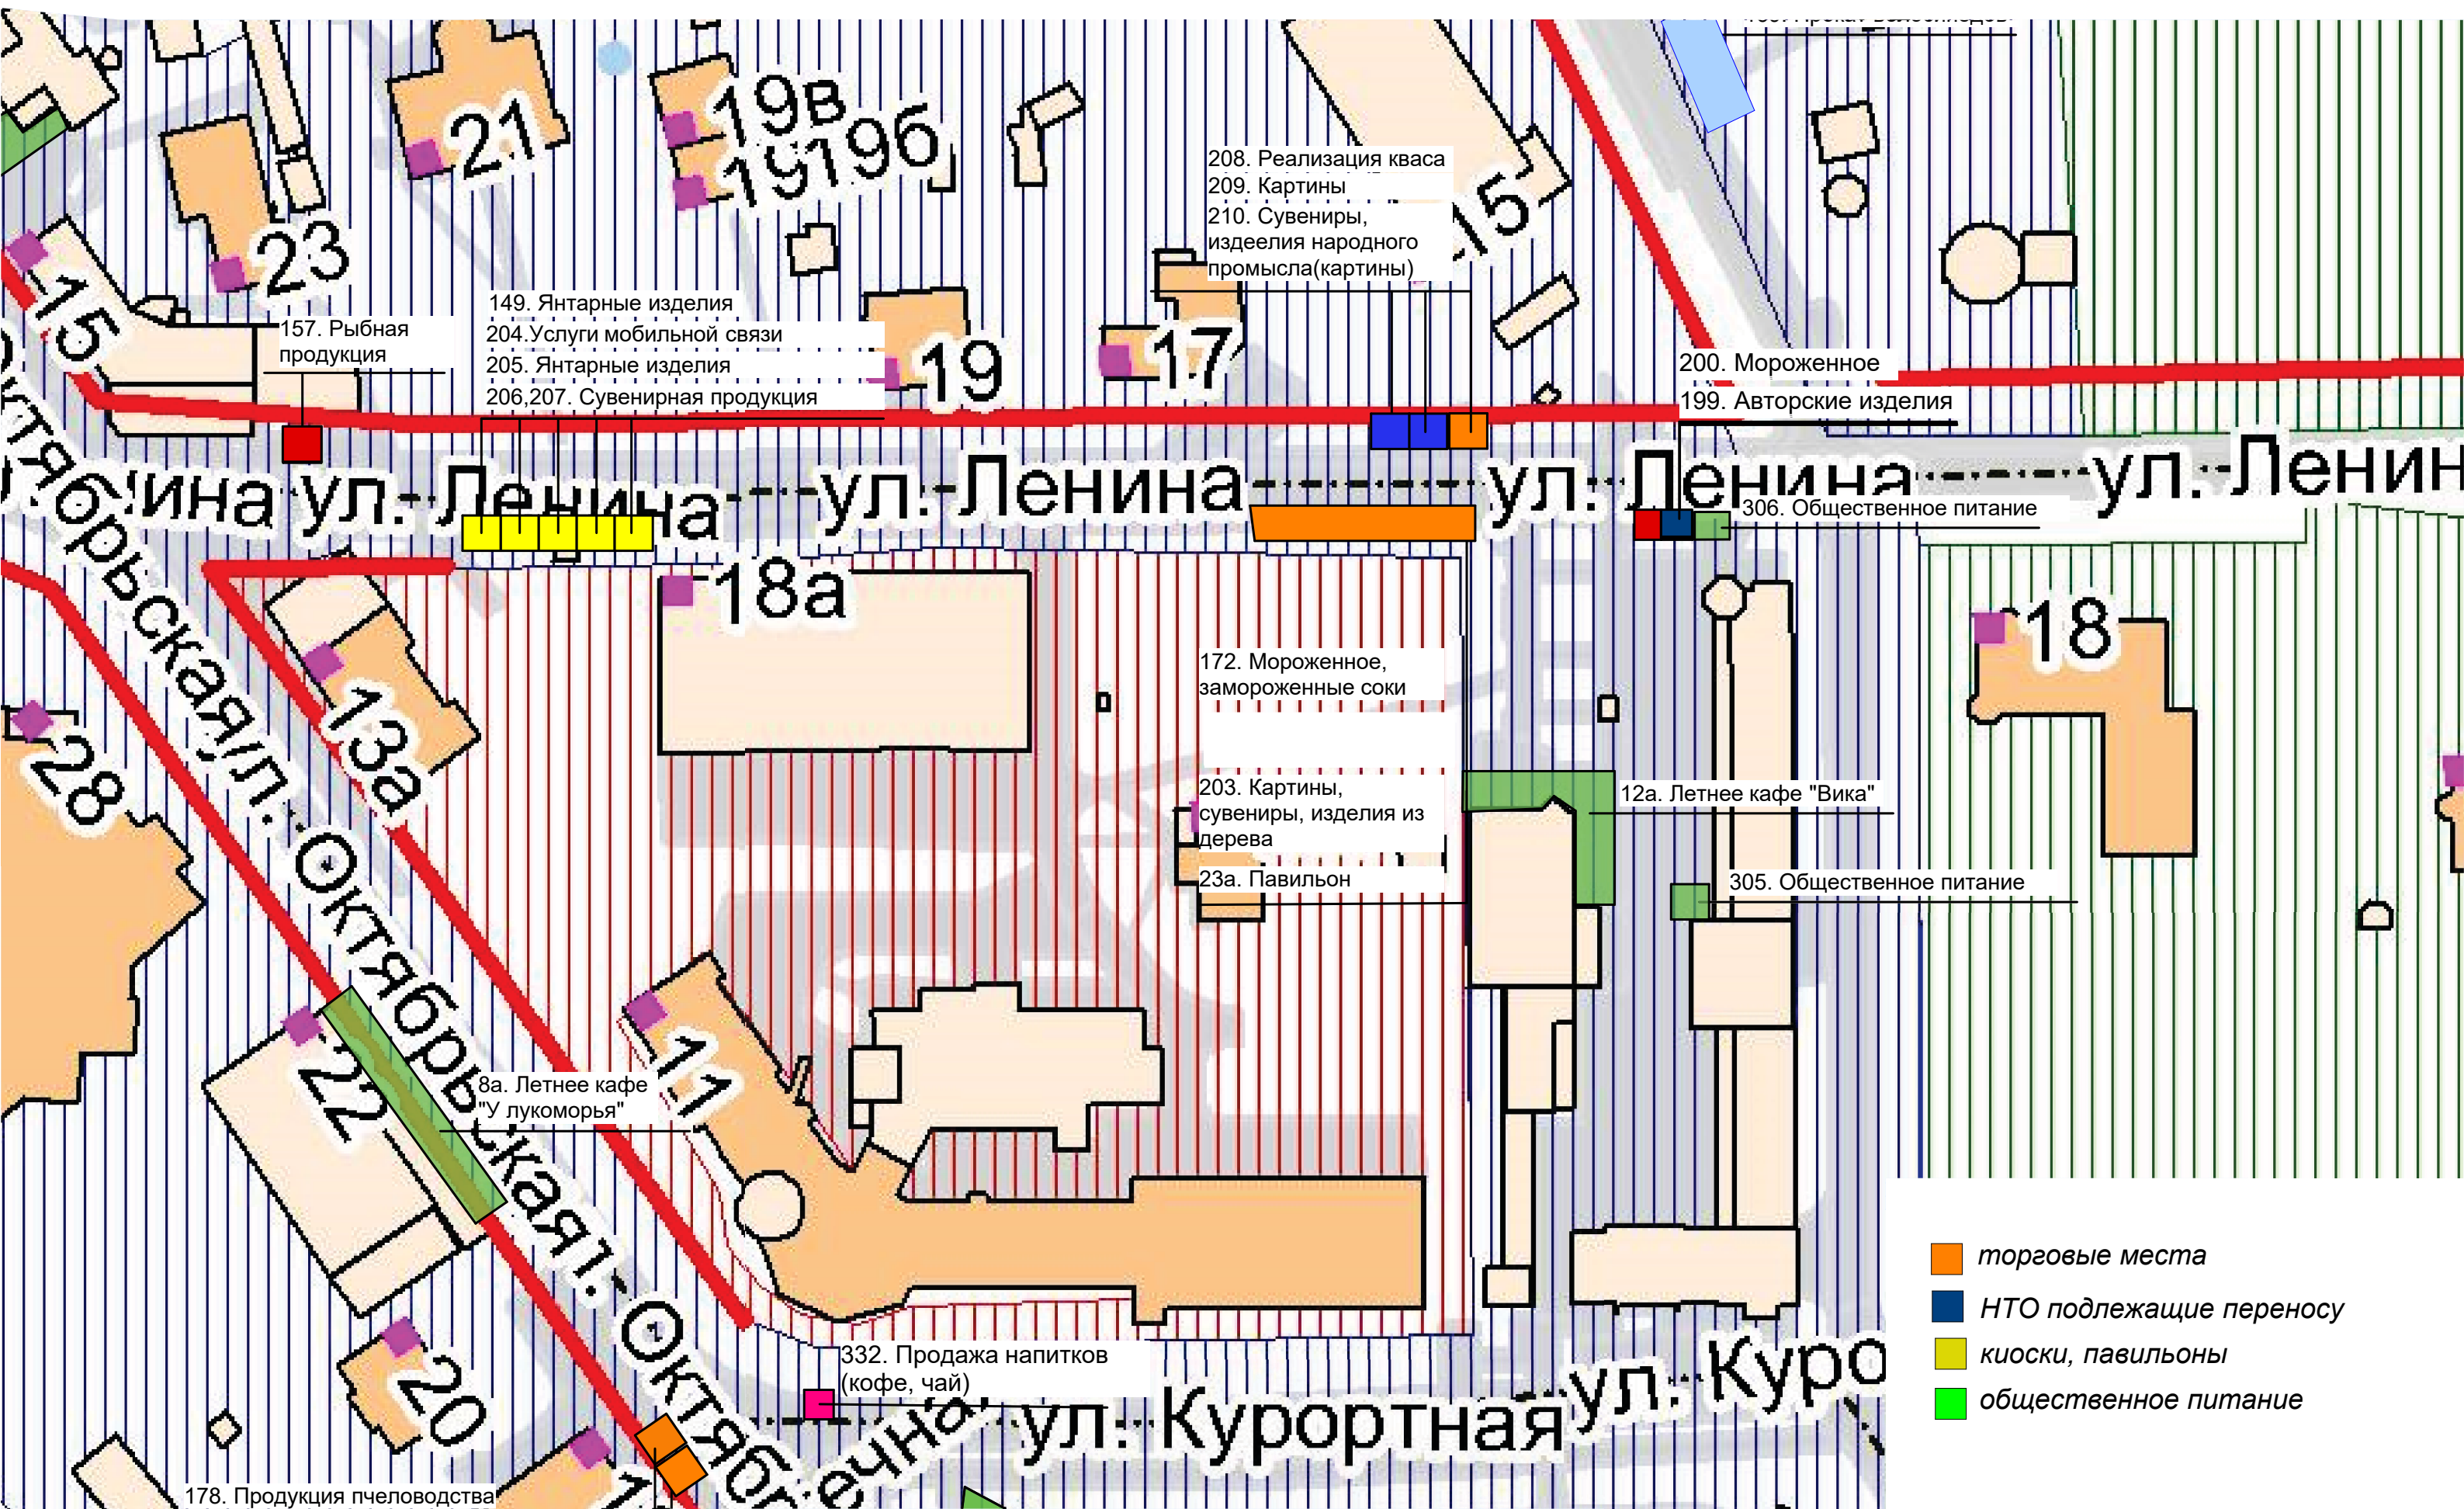 21
19в
19
19б
23
15
15
208. Реализация кваса
209. Картины
210. Сувениры,
издеелия народного
промысла(картины)
157. Рыбная
продукция
149. Янтарные изделия
204.Услуги мобильной связи
205. Янтарные изделия
206,207. Сувенирная продукция
19
17
200. Мороженное
199. Авторские изделия
ул. Ленина
ул. Ленина
ул. Ленина
ул. Ленин
306. Общественное питание
18а
18
13а
28
172. Мороженное,
замороженные соки
203. Картины,
сувениры, изделия из
дерева
23а. Павильон
12а. Летнее кафе "Вика"
305. Общественное питание
11
22
8а. Летнее кафе
"У лукоморья"
20
332. Продажа напитков
(кофе, чай)
ул. Курортная
ул. Куро
178. Продукция пчеловодства
торговые места
НТО подлежащие переносу
киоски, павильоны
общественное питание